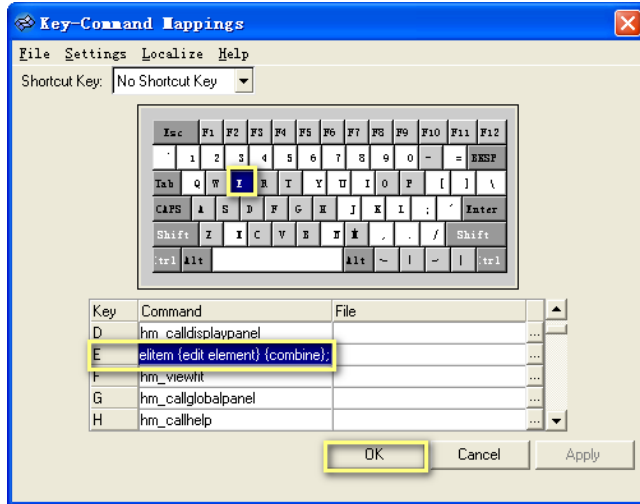 Key-Command Mappings
File Settings Localize Help
Shortcut Key: No Shortcut Key
Esc F1 F2 F3 F4 F5 F6 F7 F8 F9 F10 F11 F12
` 1 2 3 4 5 6 7 8 9 0 - = BKSP
Tab Q W E R T Y U I O P [ ] \
CAPS A S D F G H J K L ; ' Enter
Shift Z X C V B N M , . / Shift
Ctrl Alt Alt Ctrl
Key Command File
D hm_calldisplaypanel ...
E elitem {edit element} {combine}; ...
F hm_viewfit ...
G hm_callglobalpanel ...
H hm_callhelp ...
OK Cancel Apply